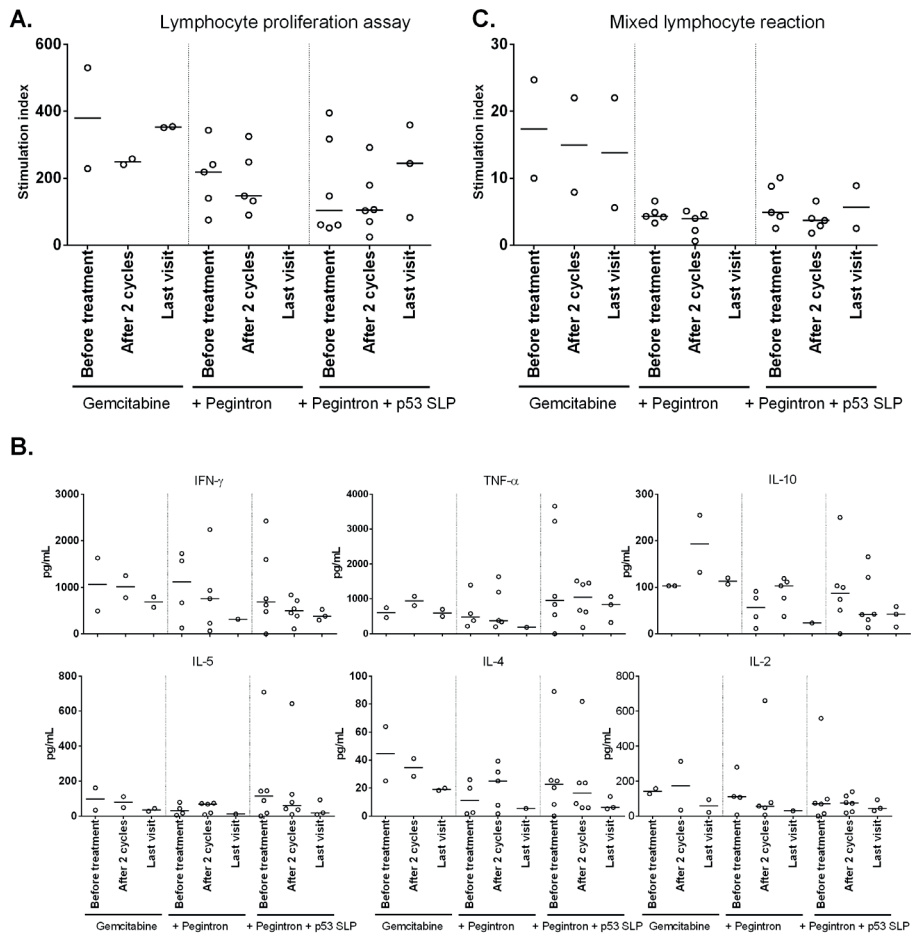 A.
Lymphocyte proliferation assay
Stimulation index
600
400
200
0
Before treatment
After 2 cycles
Last visit
Before treatment
After 2 cycles
Last visit
Before treatment
After 2 cycles
Last visit
Gemcitabine
+ Pegintron
+ Pegintron + p53 SLP
C.
Mixed lymphocyte reaction
Stimulation index
30
20
10
0
Before treatment
After 2 cycles
Last visit
Before treatment
After 2 cycles
Last visit
Before treatment
After 2 cycles
Last visit
Gemcitabine
+ Pegintron
+ Pegintron + p53 SLP
B.
IFN-γ
pg/mL
3000
2000
1000
0
TNF-α
pg/mL
4000
3000
2000
1000
0
IL-10
pg/mL
300
200
100
0
IL-5
pg/mL
800
600
400
200
0
Before treatment
After 2 cycles
Last visit
Before treatment
After 2 cycles
Last visit
Before treatment
After 2 cycles
Last visit
Gemcitabine
+ Pegintron
+ Pegintron + p53 SLP
IL-4
pg/mL
100
80
60
40
20
0
Before treatment
After 2 cycles
Last visit
Before treatment
After 2 cycles
Last visit
Before treatment
After 2 cycles
Last visit
Gemcitabine
+ Pegintron
+ Pegintron + p53 SLP
IL-2
pg/mL
800
600
400
200
0
Before treatment
After 2 cycles
Last visit
Before treatment
After 2 cycles
Last visit
Before treatment
After 2 cycles
Last visit
Gemcitabine
+ Pegintron
+ Pegintron + p53 SLP